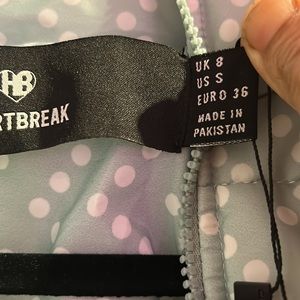 HB
RTBREAK
UK 8
US S
EURO 36
MADE IN
PAKISTAN